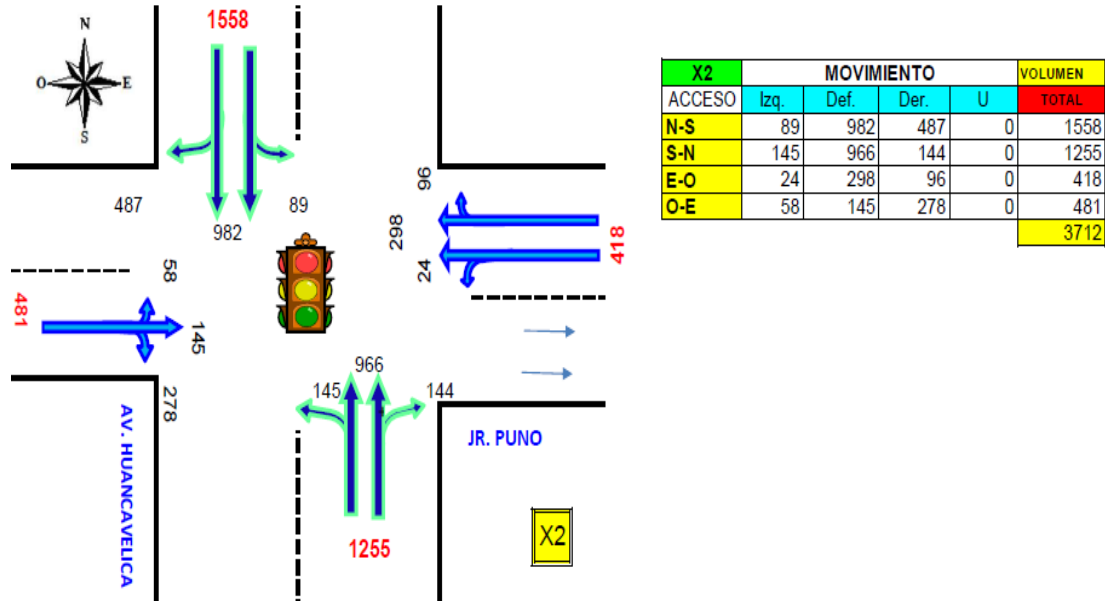 N
O E
S
1558
487
982
89
96
298
24
418
58
145
278
481
966
145
144
1255
AV. HUANCAVELICA
JR. PUNO
X2
X2 MOVIMIENTO VOLUMEN
ACCESO Izq. Def. Der. U TOTAL
N-S 89 982 487 0 1558
S-N 145 966 144 0 1255
E-O 24 298 96 0 418
O-E 58 145 278 0 481
3712